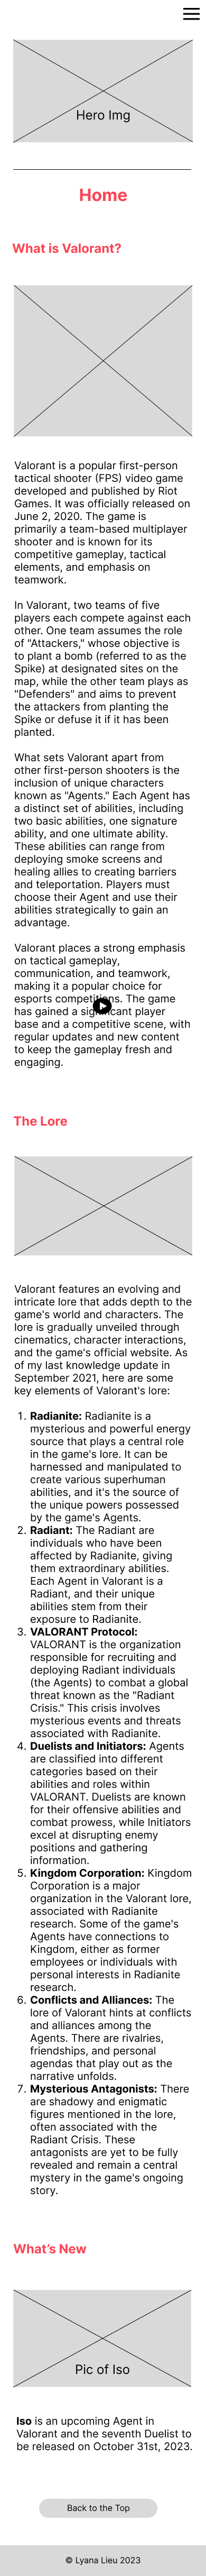 Hero Img
Home
What is Valorant?
Valorant is a popular first-person
tactical shooter (FPS) video game
developed and published by Riot
Games. It was officially released on
June 2, 2020. The game is
primarily a team-based multiplayer
shooter and is known for its
competitive gameplay, tactical
elements, and emphasis on
teamwork.
In Valorant, two teams of five
players each compete against each
other. One team assumes the role
of "Attackers," whose objective is
to plant a bomb (referred to as the
Spike) at designated sites on the
map, while the other team plays as
"Defenders" and aims to prevent
the attackers from planting the
Spike or defuse it if it has been
planted.
What sets Valorant apart from
other first-person shooters is the
inclusion of unique characters
known as "Agents." Each Agent has
a distinct set of abilities, including
two basic abilities, one signature
ability, and one ultimate ability.
These abilities can range from
deploying smoke screens and
healing allies to creating barriers
and teleportation. Players must
choose their Agent and use their
abilities strategically to gain an
advantage.
Valorant places a strong emphasis
on tactical gameplay,
communication, and teamwork,
making it a popular choice for
esports competitions. The game
has gained a significant player
base and a competitive scene, with
regular updates and new content
to keep the gameplay fresh and
engaging.
The Lore
Valorant features an evolving and
intricate lore that adds depth to the
game's world and characters. The
lore is gradually unveiled through
cinematics, character interactions,
and the game's official website. As
of my last knowledge update in
September 2021, here are some
key elements of Valorant's lore:
1. Radianite: Radianite is a
mysterious and powerful energy
source that plays a central role
in the game's lore. It can be
harnessed and manipulated to
create various superhuman
abilities, and it's the source of
the unique powers possessed
by the game's Agents.
2. Radiant: The Radiant are
individuals who have been
affected by Radianite, giving
them extraordinary abilities.
Each Agent in Valorant is a
Radiant, and their unique
abilities stem from their
exposure to Radianite.
3. VALORANT Protocol:
VALORANT is the organization
responsible for recruiting and
deploying Radiant individuals
(the Agents) to combat a global
threat known as the "Radiant
Crisis." This crisis involves
mysterious events and threats
associated with Radianite.
4. Duelists and Initiators: Agents
are classified into different
categories based on their
abilities and roles within
VALORANT. Duelists are known
for their offensive abilities and
combat prowess, while Initiators
excel at disrupting enemy
positions and gathering
information.
5. Kingdom Corporation: Kingdom
Corporation is a major
organization in the Valorant lore,
associated with Radianite
research. Some of the game's
Agents have connections to
Kingdom, either as former
employees or individuals with
personal interests in Radianite
research.
6. Conflicts and Alliances: The
lore of Valorant hints at conflicts
and alliances among the
Agents. There are rivalries,
friendships, and personal
agendas that play out as the
narrative unfolds.
7. Mysterious Antagonists: There
are shadowy and enigmatic
figures mentioned in the lore,
often associated with the
Radiant Crisis. These
antagonists are yet to be fully
revealed and remain a central
mystery in the game's ongoing
story.
What's New
Pic of Iso
Iso is an upcoming Agent in
Valorant and the seventh Duelist to
be released on October 31st, 2023.
Back to the Top
© Lyana Lieu 2023